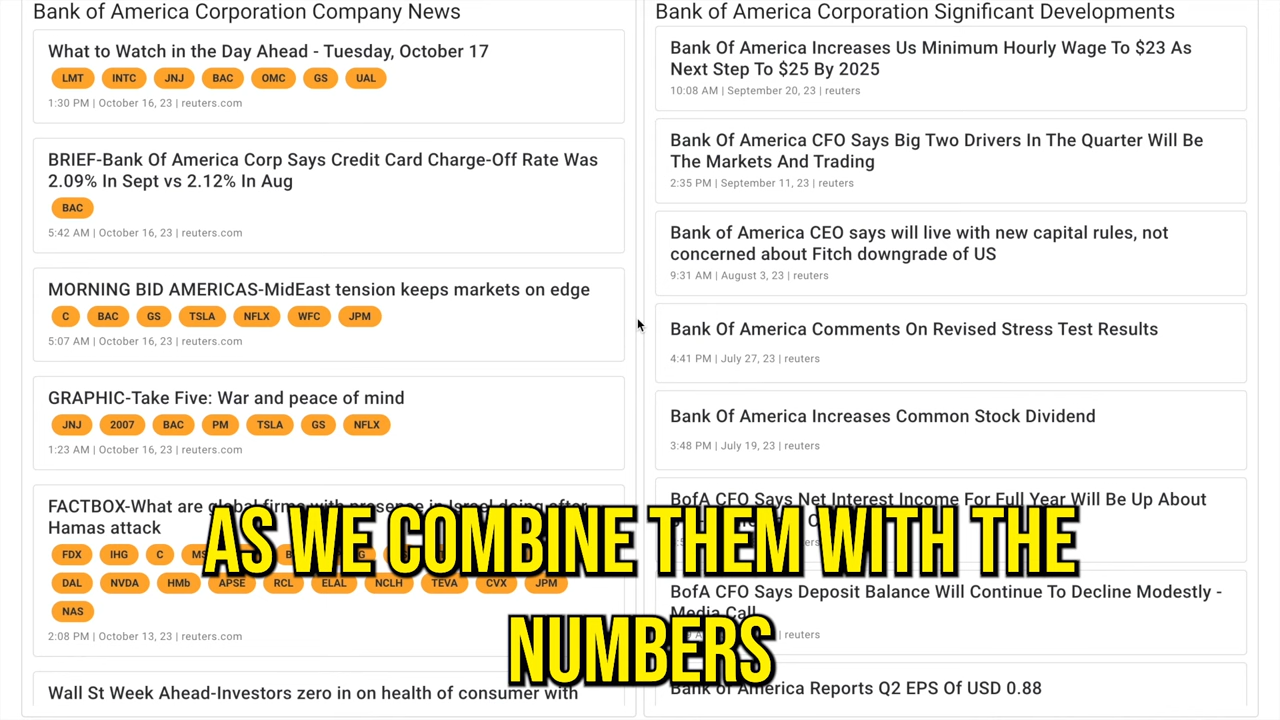 Bank of America Corporation Company News
What to Watch in the Day Ahead - Tuesday, October 17
LMT INTC JNJ BAC OMC GS UAL
1:30 PM | October 16, 23 | reuters.com
BRIEF-Bank Of America Corp Says Credit Card Charge-Off Rate Was
2.09% In Sept vs 2.12% In Aug
BAC
5:42 AM | October 16, 23 | reuters.com
MORNING BID AMERICAS-MidEast tension keeps markets on edge
C BAC GS TSLA NFLX WFC JPM
5:07 AM | October 16, 23 | reuters.com
GRAPHIC-Take Five: War and peace of mind
JNJ 2007 BAC PM TSLA GS NFLX
1:23 AM | October 16, 23 | reuters.com
FACTBOX-What are global firms with presence in Israel doing after
Hamas attack
FDX IHG C
DAL NVDA HMb APSE RCL ELAL NCLH TEVA CVX JPM
NAS
2:08 PM | October 13, 23 | reuters.com
Wall St Week Ahead-Investors zero in on health of consumer with
Bank of America Corporation Significant Developments
Bank Of America Increases Us Minimum Hourly Wage To $23 As
Next Step To $25 By 2025
10:08 AM | September 20, 23 | reuters
Bank Of America CFO Says Big Two Drivers In The Quarter Will Be
The Markets And Trading
2:35 PM | September 11, 23 | reuters
Bank of America CEO says will live with new capital rules, not
concerned about Fitch downgrade of US
9:31 AM | August 3, 23 | reuters
Bank Of America Comments On Revised Stress Test Results
4:41 PM | July 27, 23 | reuters
Bank Of America Increases Common Stock Dividend
3:48 PM | July 19, 23 | reuters
BofA CFO Says Net Interest Income For Full Year Will Be Up About
BofA CFO Says Deposit Balance Will Continue To Decline Modestly -
Media Call
reuters
Bank of America Reports Q2 EPS Of USD 0.88
AS WE COMBINE THEM WITH THE
NUMBERS